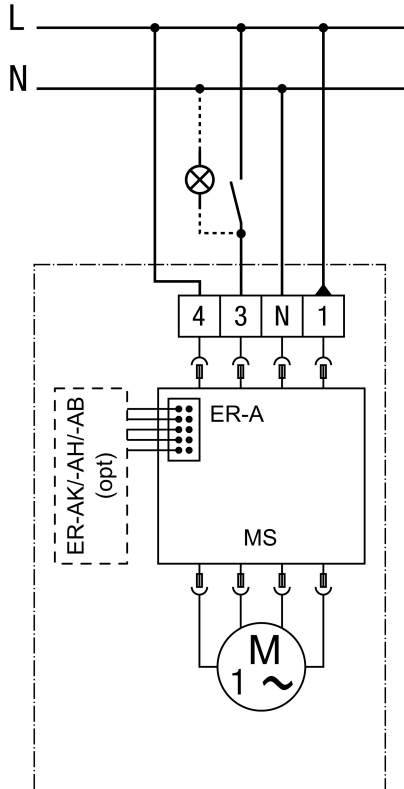 L
N
4 3 N 1
ER-A
ER-AK/-AH/-AB
(opt)
MS
M
1 ~